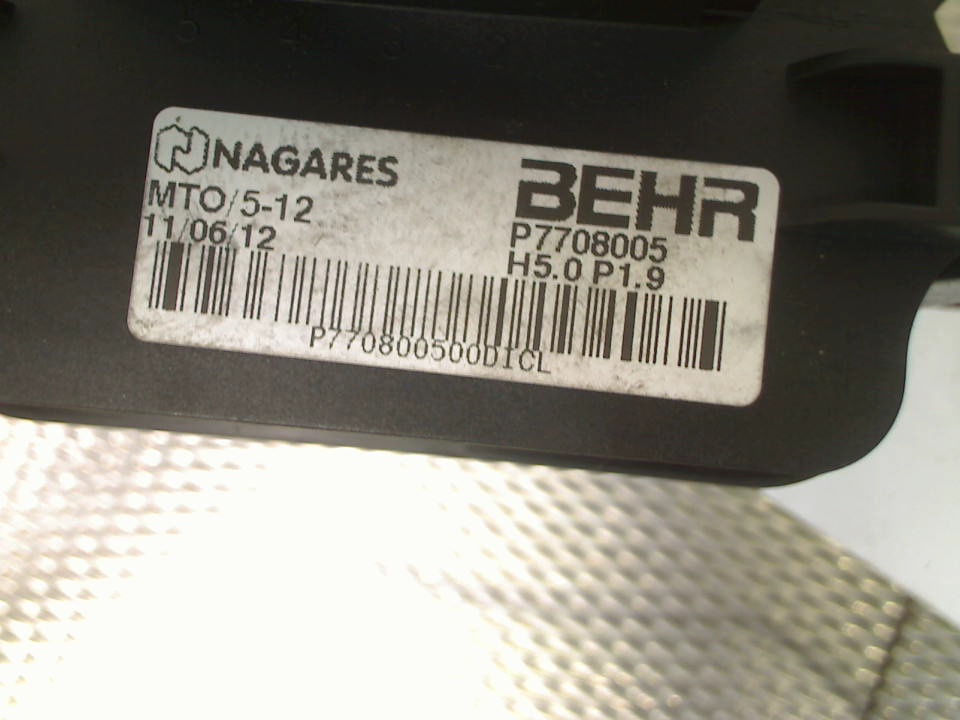 NAGARES
BEHR
MTO/5-12
P7708005
11/06/12
H5.0 P1.9
P770800500DICL